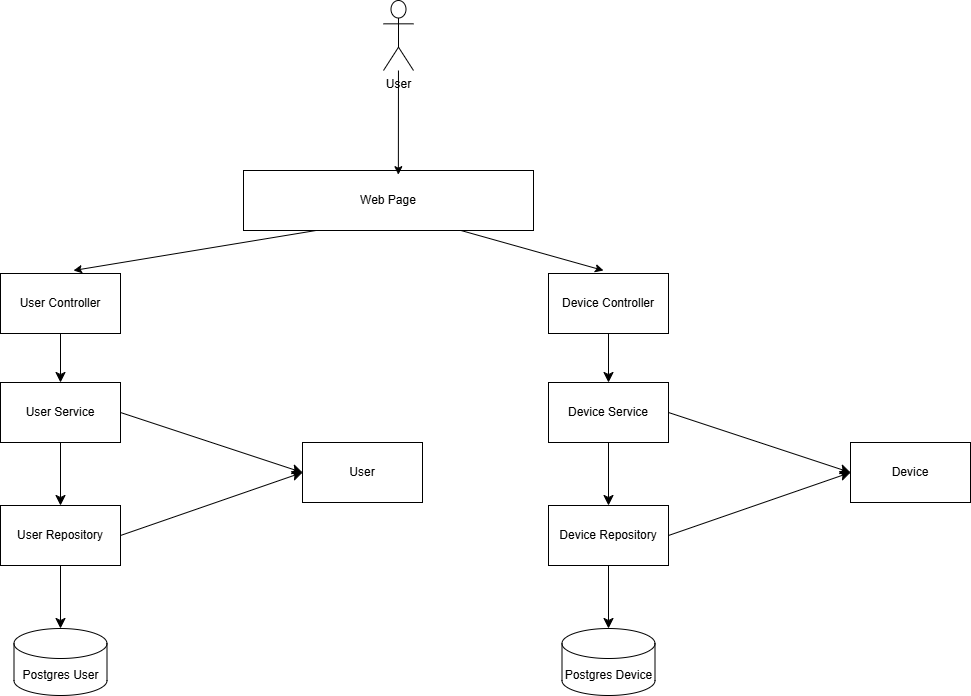 User
Web Page
User Controller
Device Controller
User Service
Device Service
User
Device
User Repository
Device Repository
Postgres User
Postgres Device